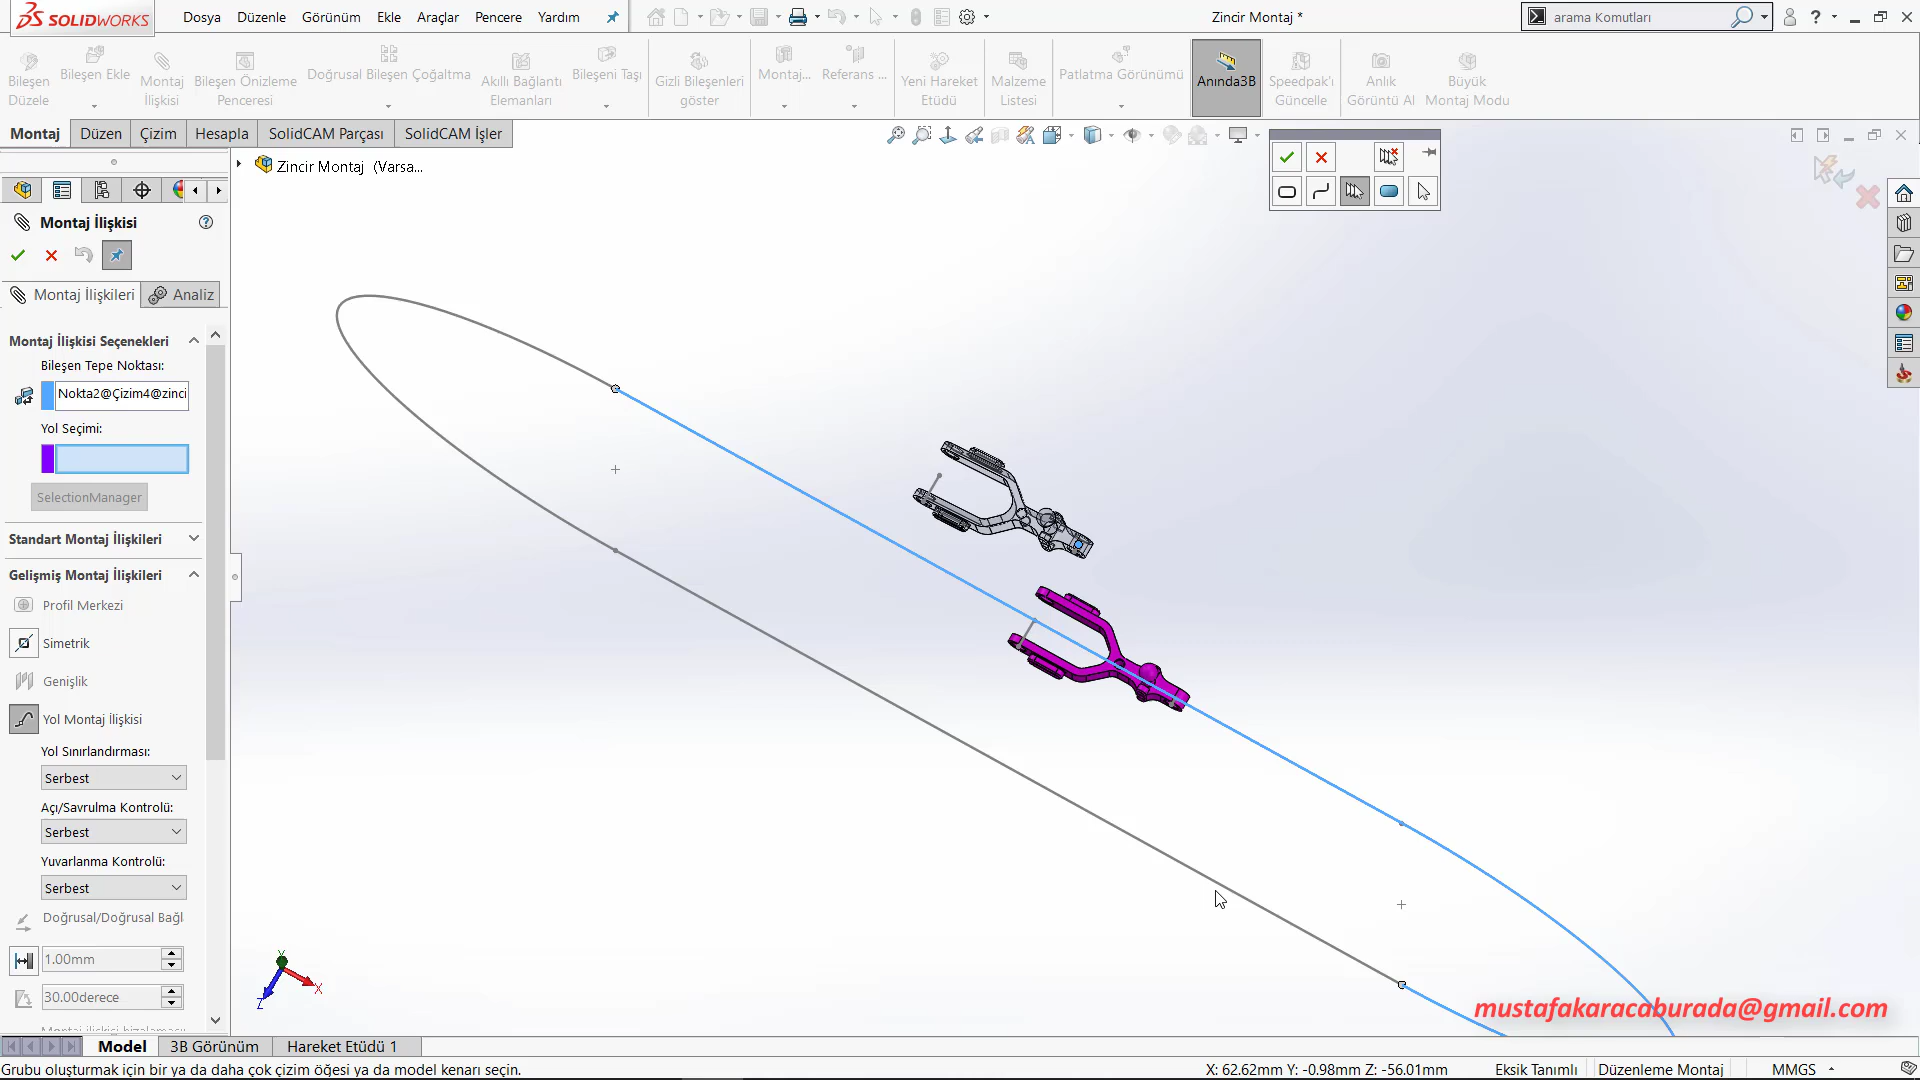 SOLIDWORKS
Dosya Düzenle Görünüm Ekle Araçlar Pencere Yardım
Zincir Montaj *
arama Komutları
Bileşen Düzele
Bileşen Ekle
Montaj İlişkisi
Bileşen Önizleme Penceresi
Doğrusal Bileşen Çoğaltma
Akıllı Bağlantı Elemanları
Bileşeni Taşı
Gizli Bileşenleri göster
Montaj...
Referans ...
Yeni Hareket Etüdü
Malzeme Listesi
Patlatma Görünümü
Anında3B
Speedpak'ı Güncelle
Anlık Görüntü Al
Büyük Montaj Modu
Montaj Düzen Çizim Hesapla SolidCAM Parçası SolidCAM İşler
Zincir Montaj (Varsa...
Montaj İlişkisi
Montaj İlişkileri Analiz
Montaj İlişkisi Seçenekleri
Bileşen Tepe Noktası:
Nokta2@Çizim4@zinci
Yol Seçimi:
SelectionManager
Standart Montaj İlişkileri
Gelişmiş Montaj İlişkileri
Profil Merkezi
Simetrik
Genişlik
Yol Montaj İlişkisi
Yol Sınırlandırması:
Serbest
Açı/Savrulma Kontrolü:
Serbest
Yuvarlanma Kontrolü:
Serbest
Doğrusal/Doğrusal Bağl
1.00mm
30.00derece
Y
X
Z
mustafakaracaburada@gmail.com
Model 3B Görünüm Hareket Etüdü 1
Grubu oluşturmak için bir ya da daha çok çizim öğesi ya da model kenarı seçin.
X: 62.62mm Y: -0.98mm Z: -56.01mm Eksik Tanımlı Düzenleme Montaj MMGS